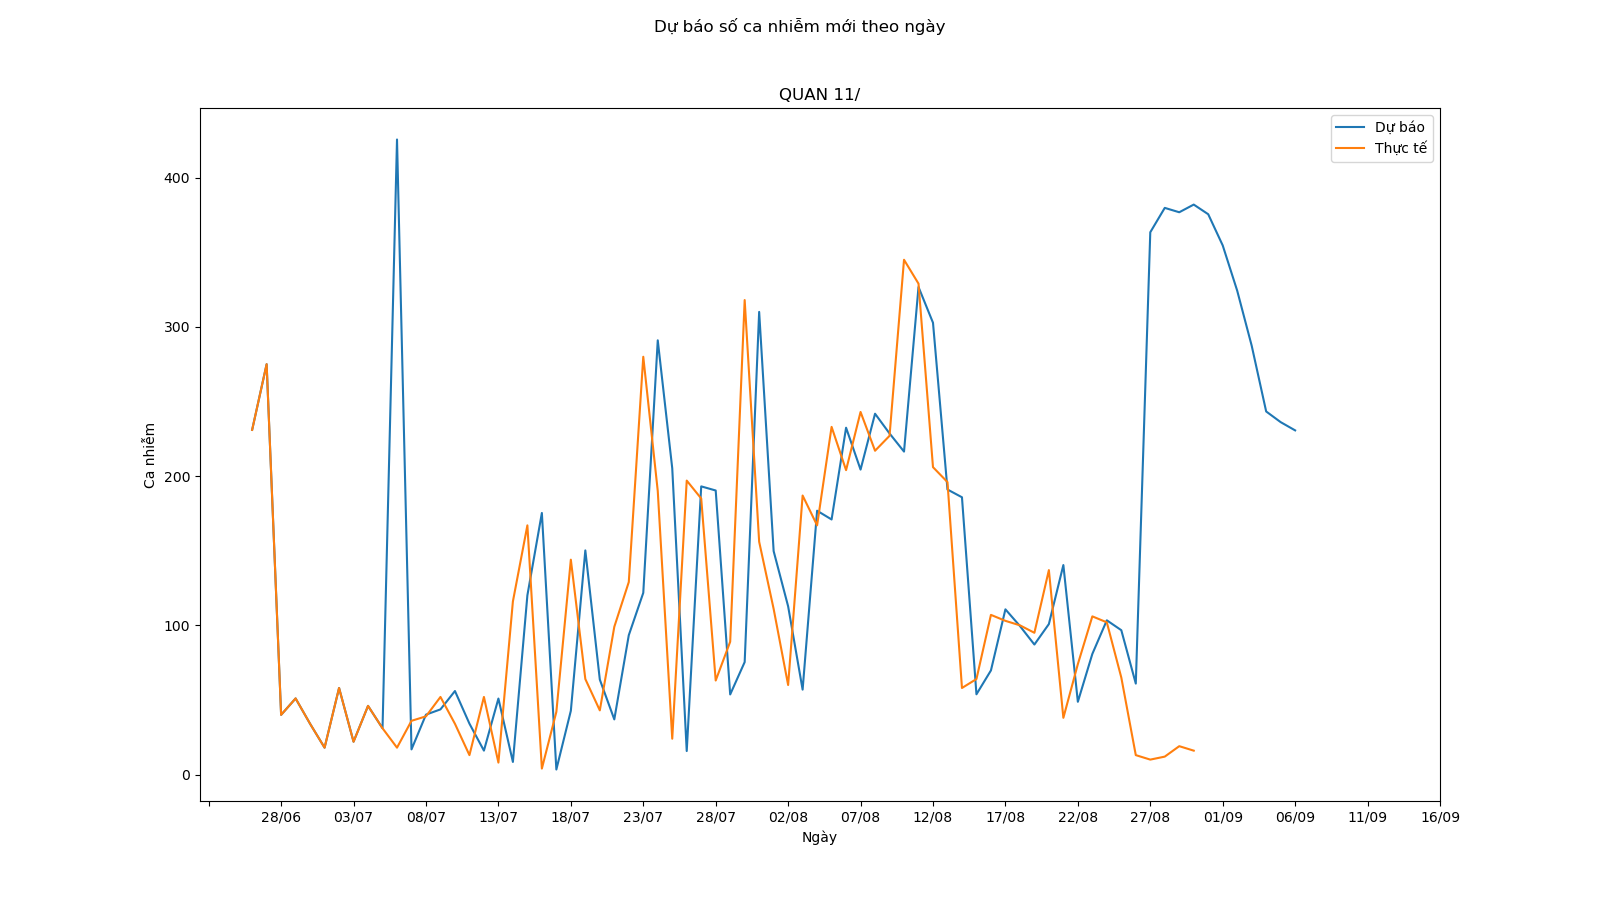 Dự báo số ca nhiễm mới theo ngày
QUAN 11/
Dự báo
Thực tế
400
300
200
100
0
Ca nhiễm
28/06 03/07 08/07 13/07 18/07 23/07 28/07 02/08 07/08 12/08 17/08 22/08 27/08 01/09 06/09 11/09 16/09
Ngày